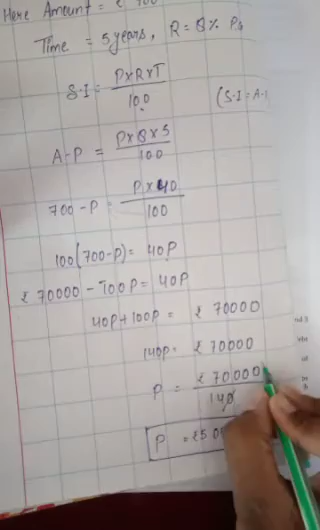 Here Amount = ₹ 700
Time = 5 years, R = 8% P.a
S.I = P×R×T / 100
(S.I = A-
A-P = P×8×5 / 100
700-P = P×40 / 100
100(700-P) = 40P
₹ 70000 - 100P = 40P
40P+100P = ₹ 70000
140P = ₹ 70000
P = ₹ 70000 / 140
P = ₹50